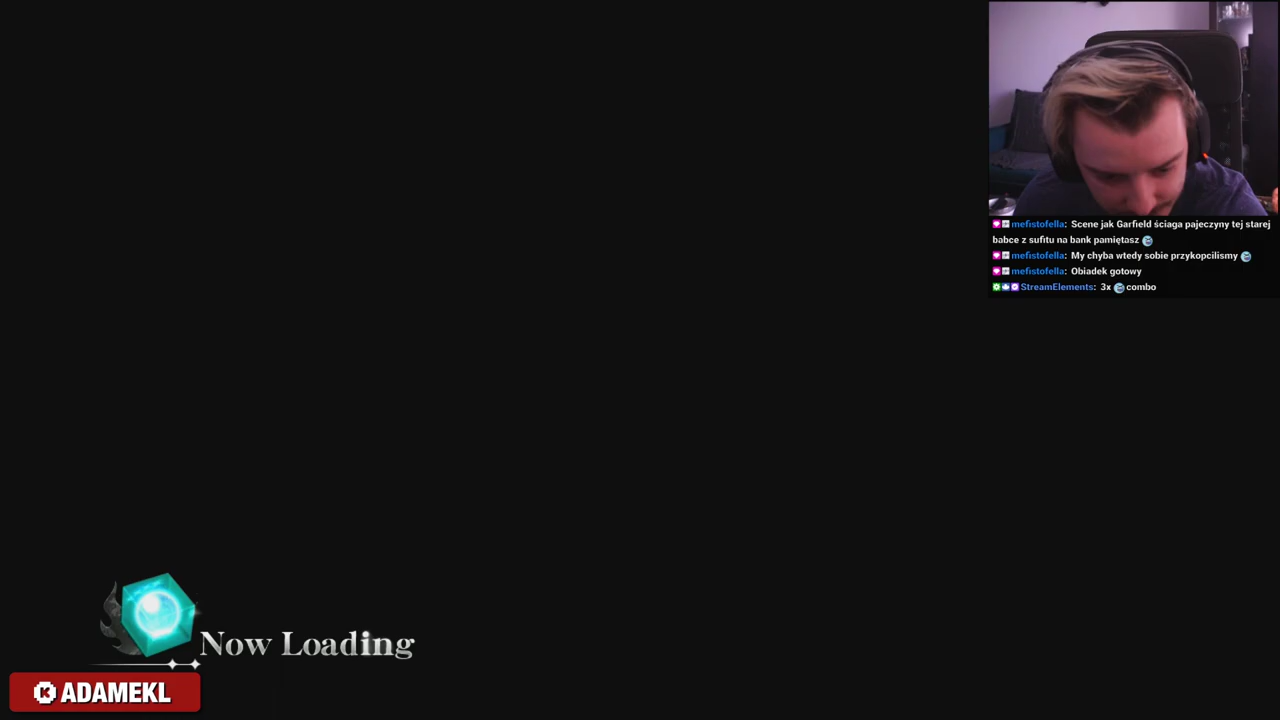 mefistofella: Scene jak Garfield ściaga pajeczyny tej starej
babce z sufitu na bank pamiętasz
mefistofella: My chyba wtedy sobie przykopcilismy
mefistofella: Obiadek gotowy
StreamElements: 3x combo
Now Loading
ADAMEKL